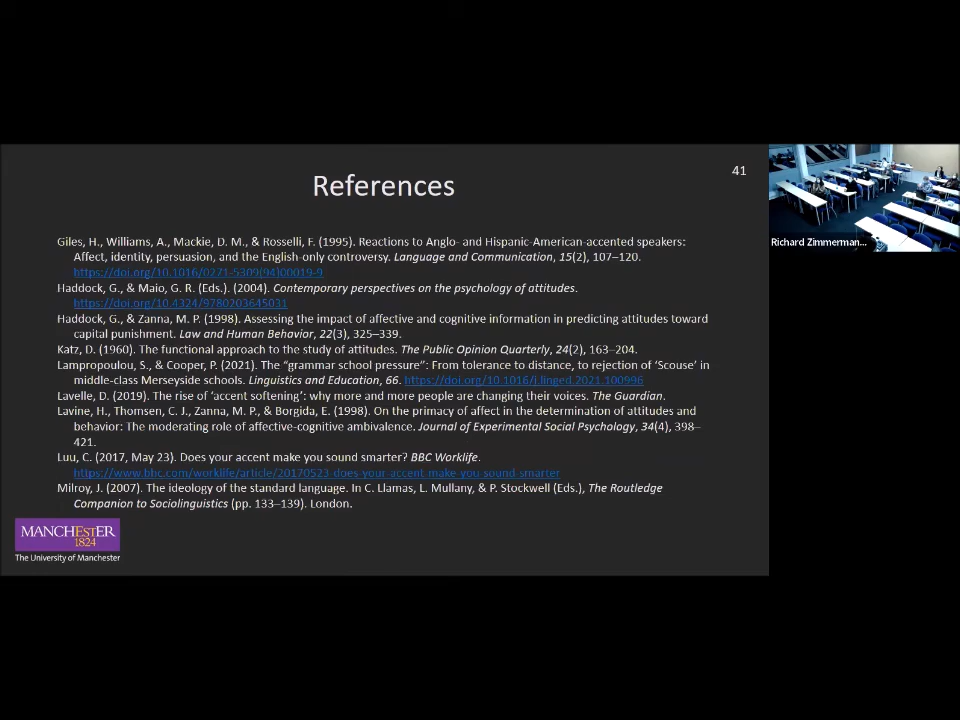 References
41
Giles, H., Williams, A., Mackie, D. M., & Rosselli, F. (1995). Reactions to Anglo- and Hispanic-American-accented speakers:
Affect, identity, persuasion, and the English-only controversy. Language and Communication, 15(2), 107–120.
https://doi.org/10.1016/0271-5309(94)00019-9
Haddock, G., & Maio, G. R. (Eds.). (2004). Contemporary perspectives on the psychology of attitudes.
https://doi.org/10.4324/9780203645031
Haddock, G., & Zanna, M. P. (1998). Assessing the impact of affective and cognitive information in predicting attitudes toward
capital punishment. Law and Human Behavior, 22(3), 325–339.
Katz, D. (1960). The functional approach to the study of attitudes. The Public Opinion Quarterly, 24(2), 163–204.
Lampropoulou, S., & Cooper, P. (2021). The “grammar school pressure”: From tolerance to distance, to rejection of ‘Scouse’ in
middle-class Merseyside schools. Linguistics and Education, 66. https://doi.org/10.1016/j.linged.2021.100996
Lavelle, D. (2019). The rise of ‘accent softening’: why more and more people are changing their voices. The Guardian.
Lavine, H., Thomsen, C. J., Zanna, M. P., & Borgida, E. (1998). On the primacy of affect in the determination of attitudes and
behavior: The moderating role of affective-cognitive ambivalence. Journal of Experimental Social Psychology, 34(4), 398–
421.
Luu, C. (2017, May 23). Does your accent make you sound smarter? BBC Worklife.
https://www.bbc.com/worklife/article/20170523-does-your-accent-make-you-sound-smarter
Milroy, J. (2007). The ideology of the standard language. In C. Llamas, L. Mullany, & P. Stockwell (Eds.), The Routledge
Companion to Sociolinguistics (pp. 133–139). London.
MANCHESTER
1824
The University of Manchester
Richard Zimmerman...